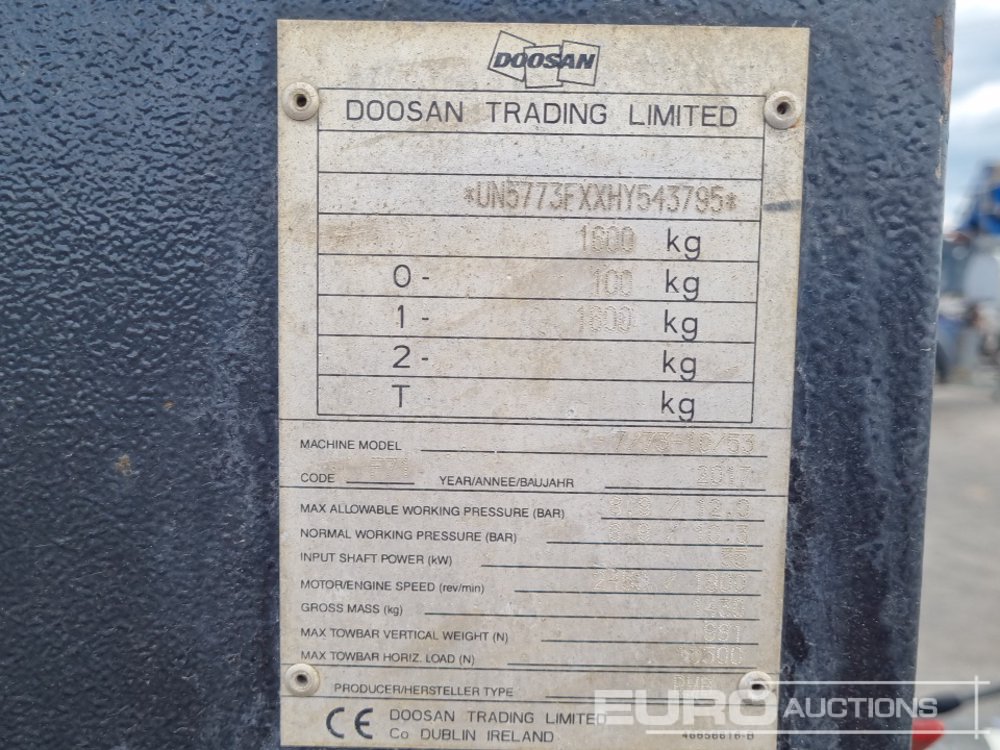 DOOSAN
DOOSAN TRADING LIMITED
*UN5773FXXHY543795*
1600 kg
0- 100 kg
1- 1600 kg
2- kg
T kg
MACHINE MODEL
CODE YEAR/ANNEE/BAUJAHR 2017
MAX ALLOWABLE WORKING PRESSURE (BAR) / 12.0
NORMAL WORKING PRESSURE (BAR)
INPUT SHAFT POWER (kW)
MOTOR/ENGINE SPEED (rev/min)
GROSS MASS (kg)
MAX TOWBAR VERTICAL WEIGHT (N) 981
MAX TOWBAR HORIZ. LOAD (N)
PRODUCER/HERSTELLER TYPE
CE DOOSAN TRADING LIMITED
Co DUBLIN IRELAND
EURO AUCTIONS